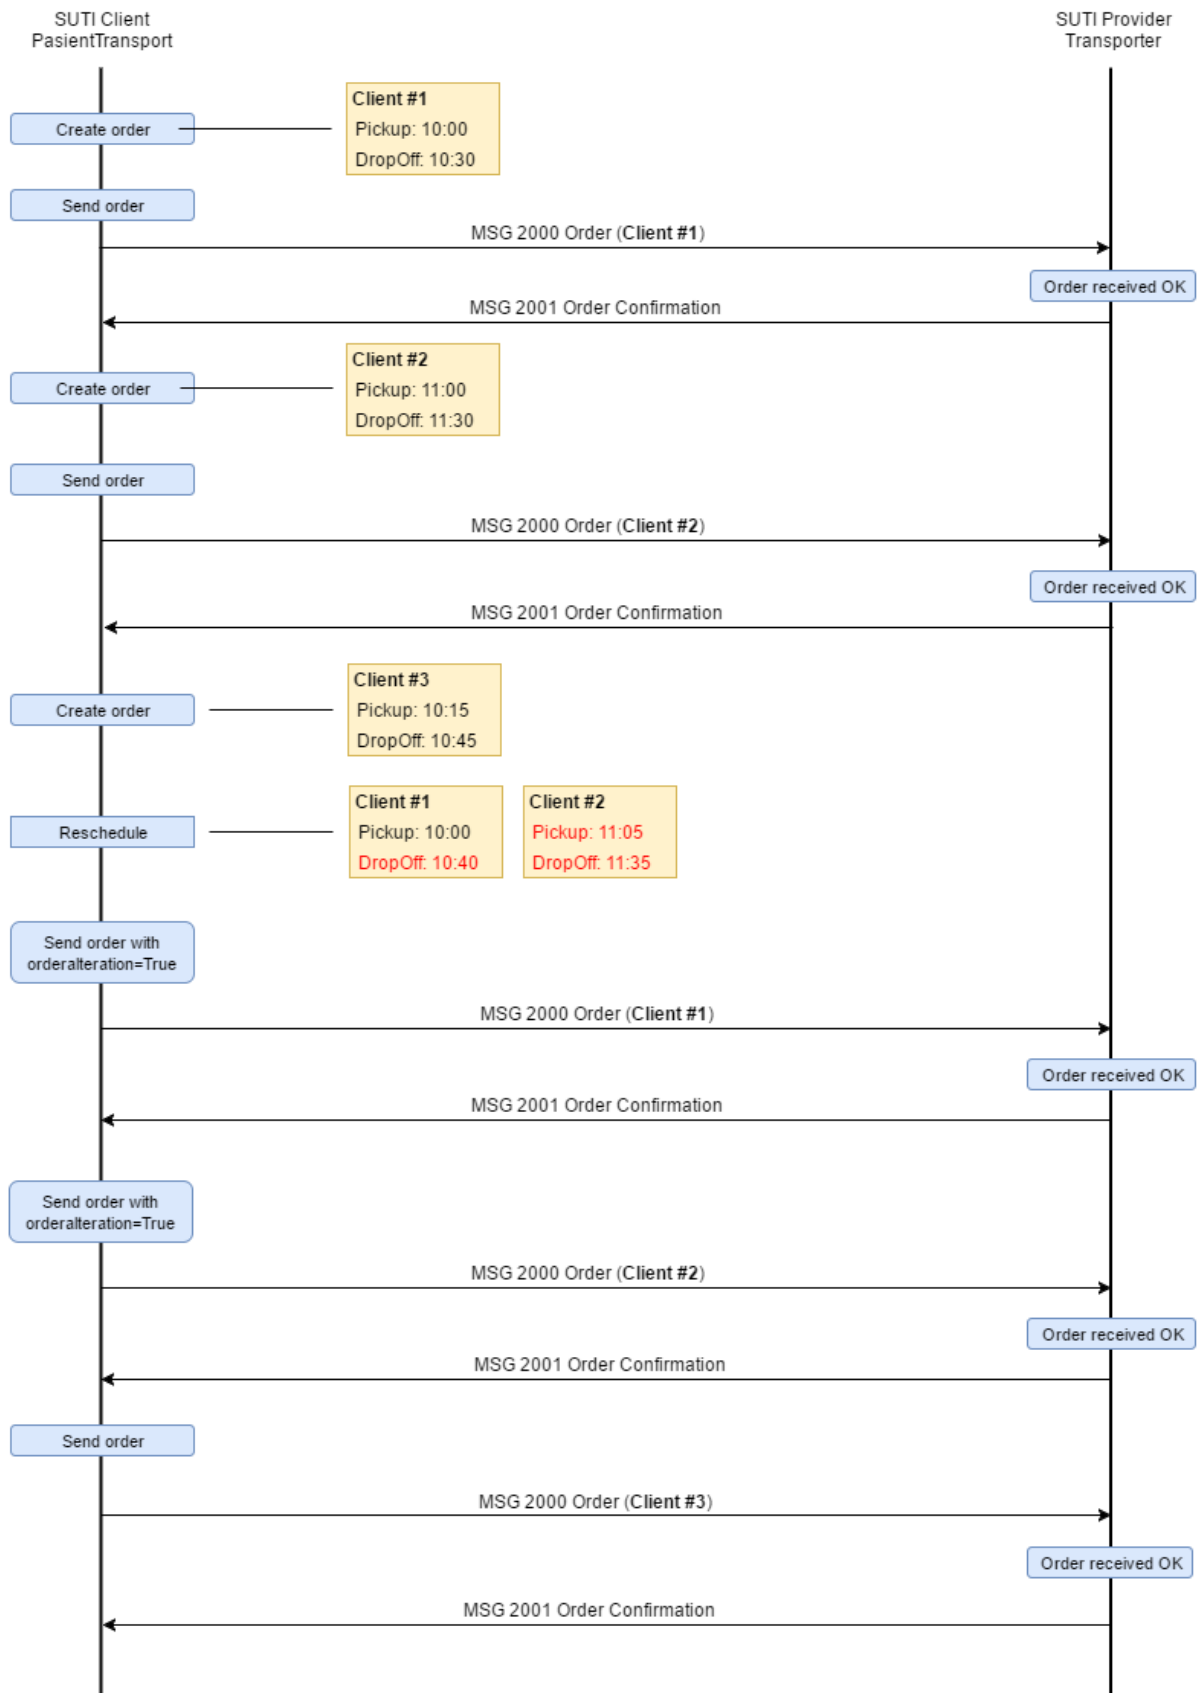 SUTI Client
PasientTransport
SUTI Provider
Transporter
Client #1
Create order
Pickup: 10:00
DropOff: 10:30
Send order
MSG 2000 Order (Client #1)
Order received OK
MSG 2001 Order Confirmation
Client #2
Create order
Pickup: 11:00
DropOff: 11:30
Send order
MSG 2000 Order (Client #2)
Order received OK
MSG 2001 Order Confirmation
Client #3
Create order
Pickup: 10:15
DropOff: 10:45
Reschedule
Client #1
Pickup: 10:00
DropOff: 10:40
Client #2
Pickup: 11:05
DropOff: 11:35
Send order with
orderalteration=True
MSG 2000 Order (Client #1)
Order received OK
MSG 2001 Order Confirmation
Send order with
orderalteration=True
MSG 2000 Order (Client #2)
Order received OK
MSG 2001 Order Confirmation
Send order
MSG 2000 Order (Client #3)
Order received OK
MSG 2001 Order Confirmation